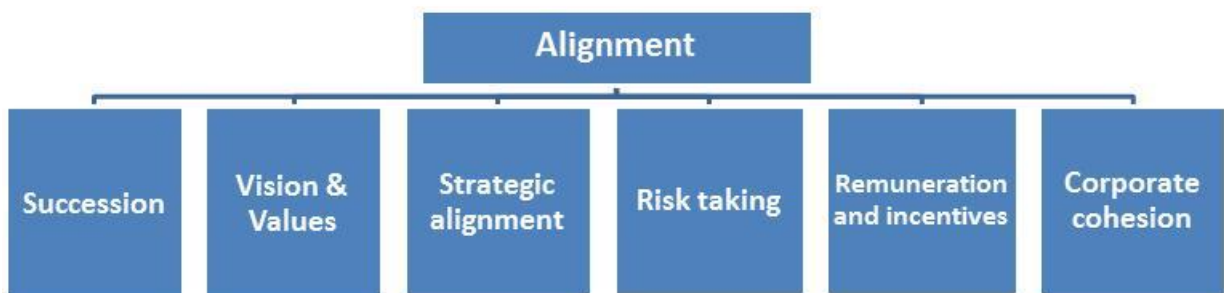 Alignment
Succession
Vision &
Values
Strategic
alignment
Risk taking
Remuneration
and incentives
Corporate
cohesion